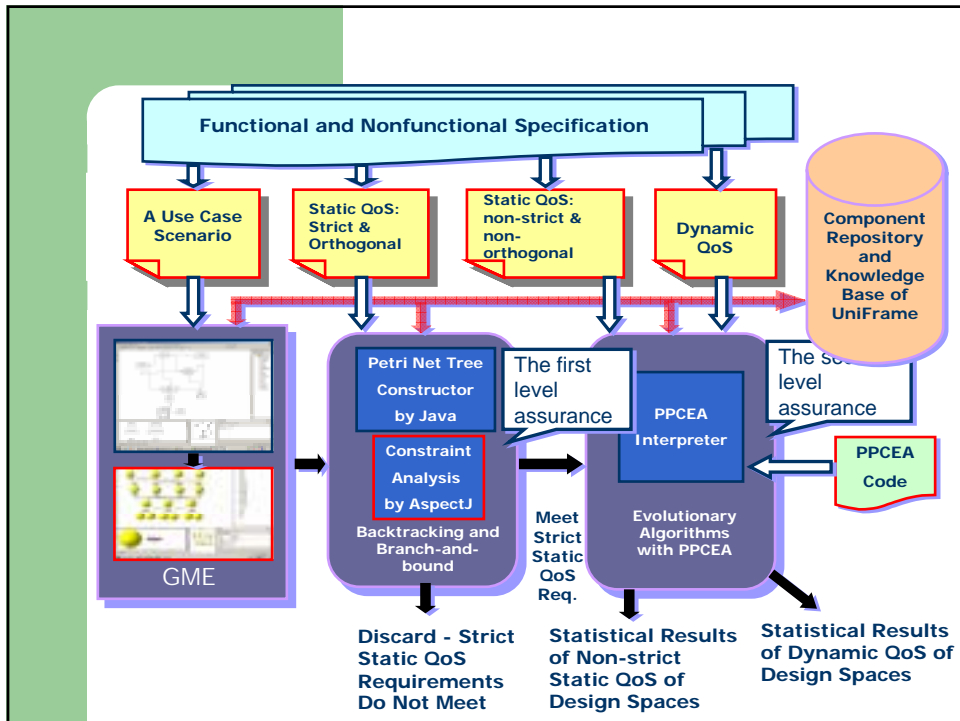 Functional and Nonfunctional Specification
A Use Case
Scenario
Static QoS:
Strict &
Orthogonal
Static QoS:
non-strict &
non-
orthogonal
Dynamic
QoS
Component
Repository
and
Knowledge
Base of
UniFrame
Petri Net Tree
Constructor
by Java
Constraint
Analysis
by AspectJ
Backtracking and
Branch-and-
bound
The first
level
assurance
PPCEA
Interpreter
Evolutionary
Algorithms
with PPCEA
The
level
assurance
PPCEA
Code
GME
Meet
Strict
Static
QoS
Req.
Discard - Strict
Static QoS
Requirements
Do Not Meet
Statistical Results
of Non-strict
Static QoS of
Design Spaces
Statistical Results
of Dynamic QoS of
Design Spaces